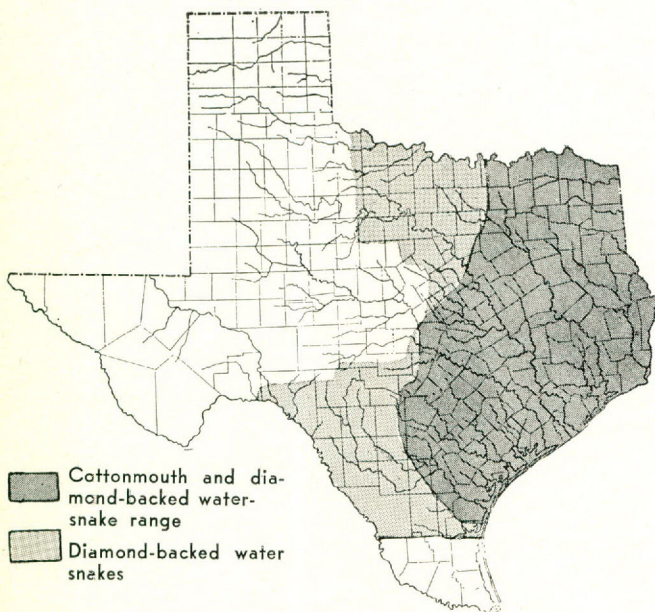 Cottonmouth and dia-
mond-backed water-
snake range
Diamond-backed water
snakes